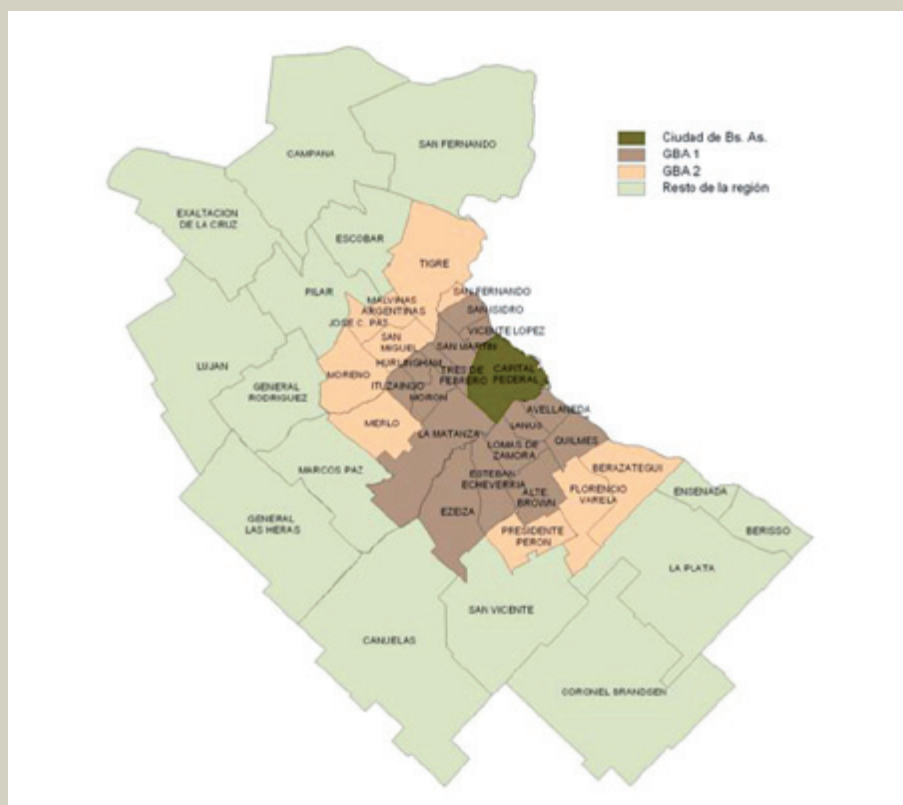 Ciudad de Bs. As.
GBA 1
GBA 2
Resto de la región
CAMPANA
SAN FERNANDO
EXALTACION
DE LA CRUZ
ESCOBAR
TIGRE
PILAR
SAN FERNANDO
MALVINAS
ARGENTINAS
SAN ISIDRO
JOSE C. PAZ
VICENTE LOPEZ
SAN
MIGUEL
SAN MARTIN
HURLINGHAM
LUJAN
MORENO
TRES DE
FEBRERO
CAPITAL
FEDERAL
GENERAL
RODRIGUEZ
ITUZAINGO
MORON
AVELLANEDA
MERLO
LANUS
LA MATANZA
QUILMES
LOMAS DE
ZAMORA
MARCOS PAZ
BERAZATEGUI
ESTEBAN
ECHEVERRIA
FLORENCIO
VARELA
ALTE.
BROWN
ENSENADA
EZEIZA
GENERAL
LAS HERAS
PRESIDENTE
PERON
BERISSO
LA PLATA
SAN VICENTE
CANUELAS
CORONEL BRANDSEN